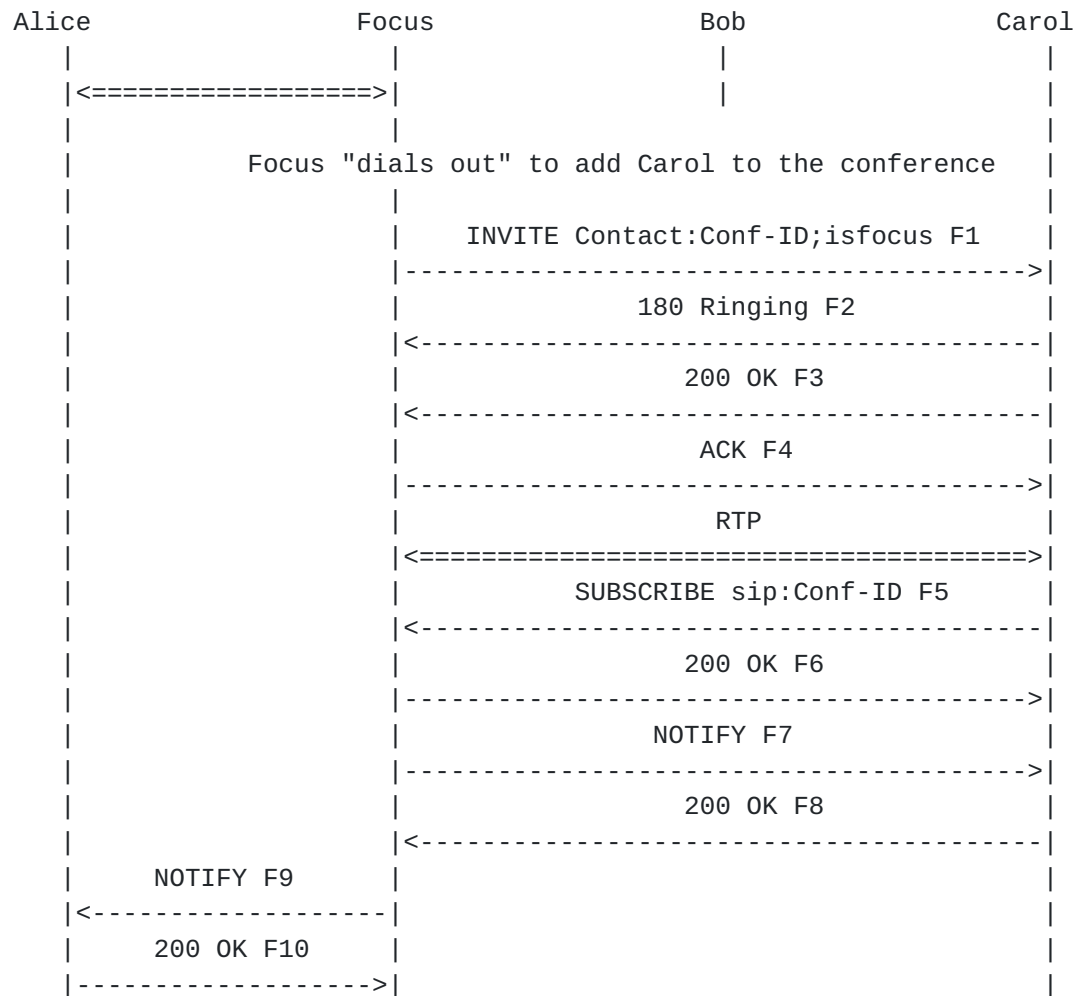 Alice Focus Bob Carol
Focus "dials out" to add Carol to the conference
INVITE Contact:Conf-ID;isfocus F1
180 Ringing F2
200 OK F3
ACK F4
RTP
SUBSCRIBE sip:Conf-ID F5
200 OK F6
NOTIFY F7
200 OK F8
NOTIFY F9
200 OK F10